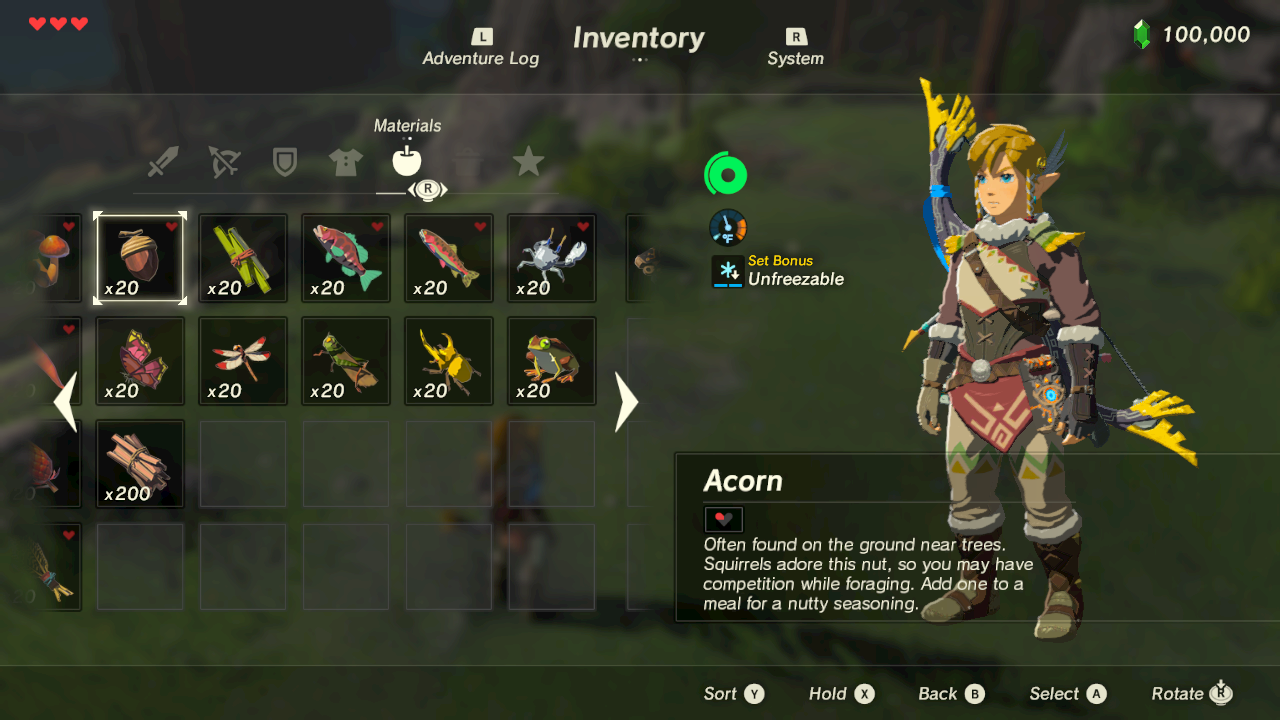 L
Inventory
R
Adventure Log
System
100,000
Materials
R
x20
x20
x20
x20
x20
°F
Set Bonus
Unfreezable
x20
x20
x20
x20
x20
x200
Acorn
Often found on the ground near trees.
Squirrels adore this nut, so you may have
competition while foraging. Add one to a
meal for a nutty seasoning.
Sort Y
Hold X
Back B
Select A
Rotate R